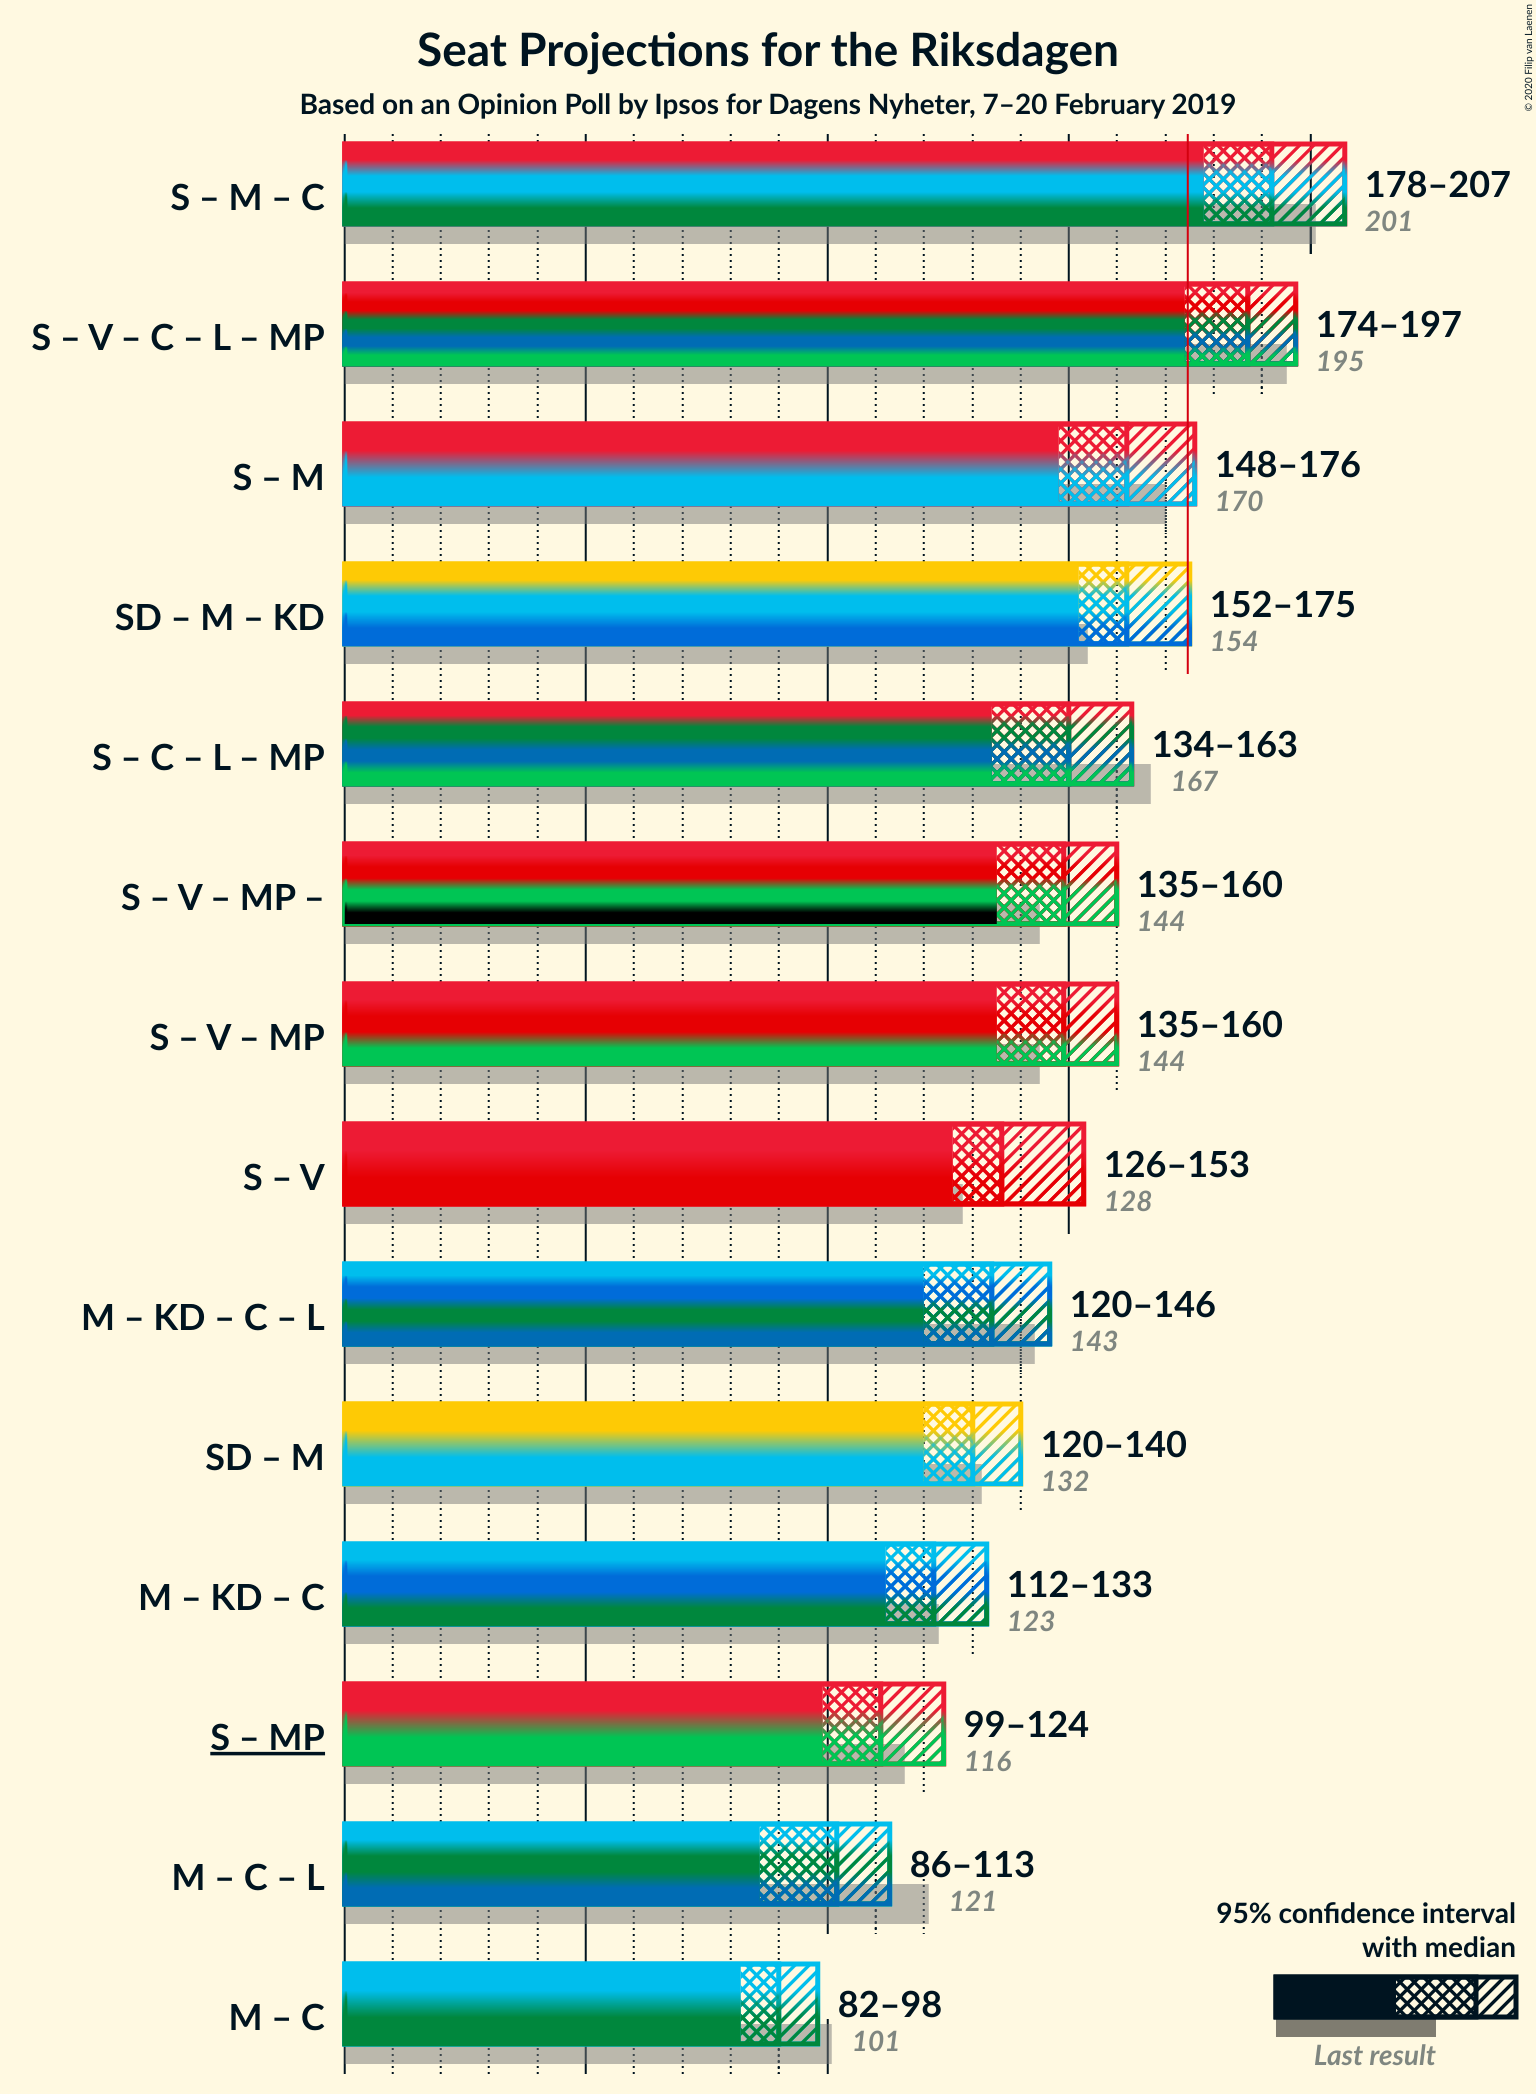 Seat Projections for the Riksdagen
Based on an Opinion Poll by Ipsos for Dagens Nyheter, 7–20 February 2019
© 2020 Filip van Laenen
S – M – C
178–207
201
S – V – C – L – MP
174–197
195
S – M
148–176
170
SD – M – KD
152–175
154
S – C – L – MP
134–163
167
S – V – MP –
135–160
144
S – V – MP
135–160
144
S – V
126–153
128
M – KD – C – L
120–146
143
SD – M
120–140
132
M – KD – C
112–133
123
S – MP
99–124
116
M – C – L
86–113
121
M – C
82–98
101
95% confidence interval
with median
Last result